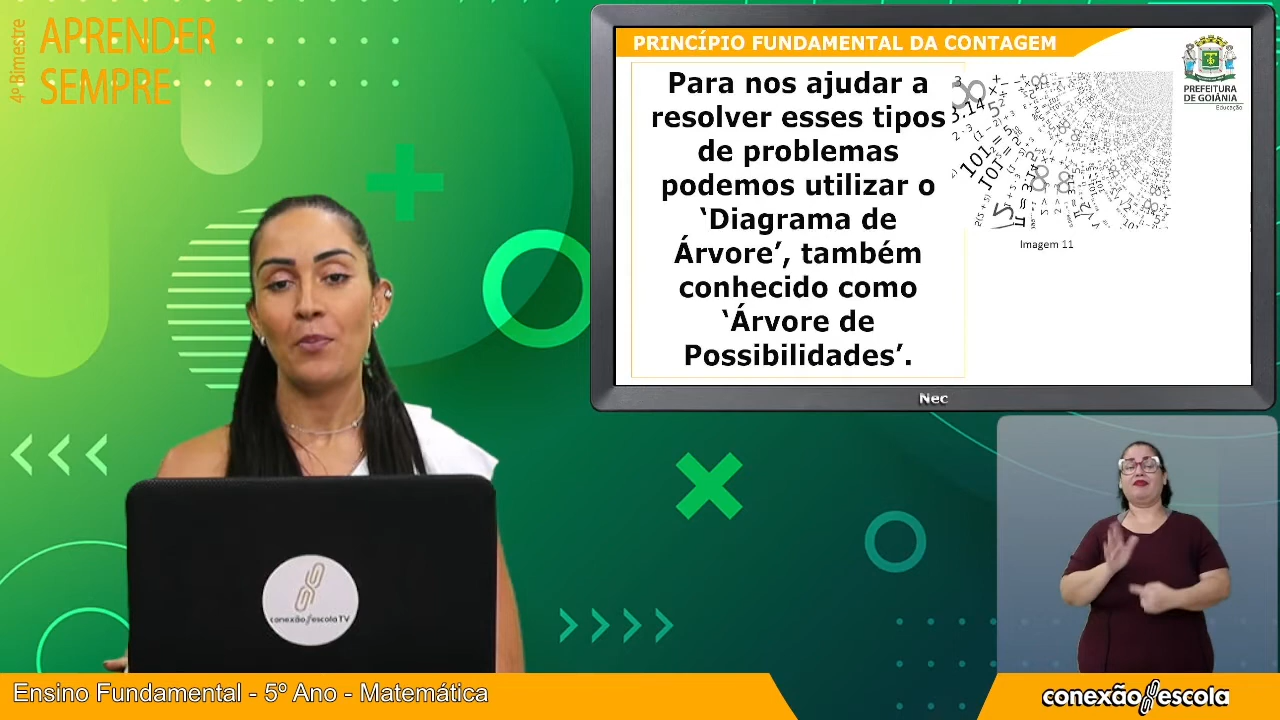 4º Bimestre
APRENDER
SEMPRE
PRINCÍPIO FUNDAMENTAL DA CONTAGEM
Para nos ajudar a
resolver esses tipos
de problemas
podemos utilizar o
‘Diagrama de
Árvore’, também
conhecido como
‘Árvore de
Possibilidades’.
PREFEITURA
DE GOIÂNIA
Educação
Imagem 11
Nec
conexão escola TV
Ensino Fundamental - 5º Ano - Matemática
conexão escola